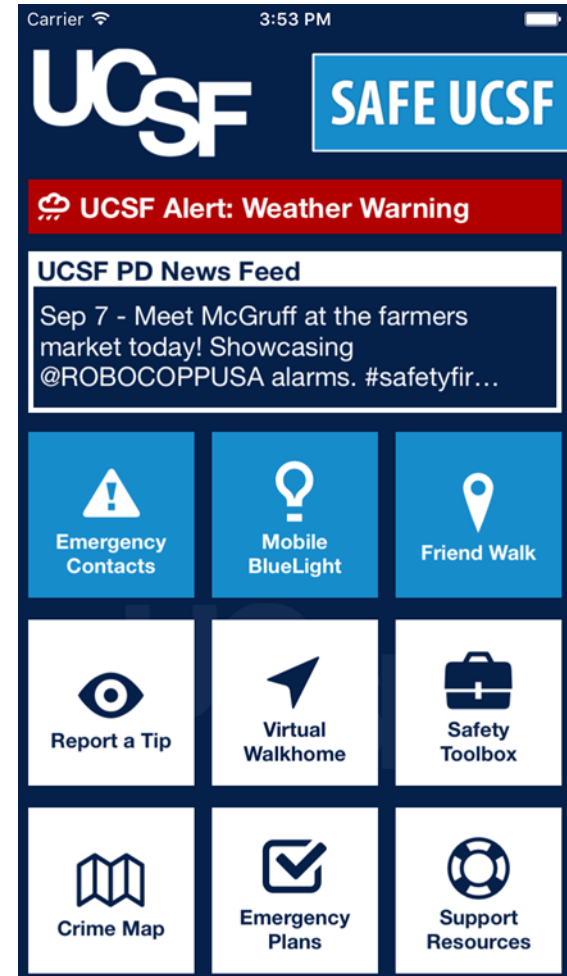 Carrier 3:53 PM
UCSF
SAFE UCSF
UCSF Alert: Weather Warning
UCSF PD News Feed
Sep 7 - Meet McGruff at the farmers
market today! Showcasing
@ROBOCOPPUSA alarms. #safetyfir…
Emergency
Contacts
Mobile
BlueLight
Friend Walk
Report a Tip
Virtual
Walkhome
Safety
Toolbox
Crime Map
Emergency
Plans
Support
Resources